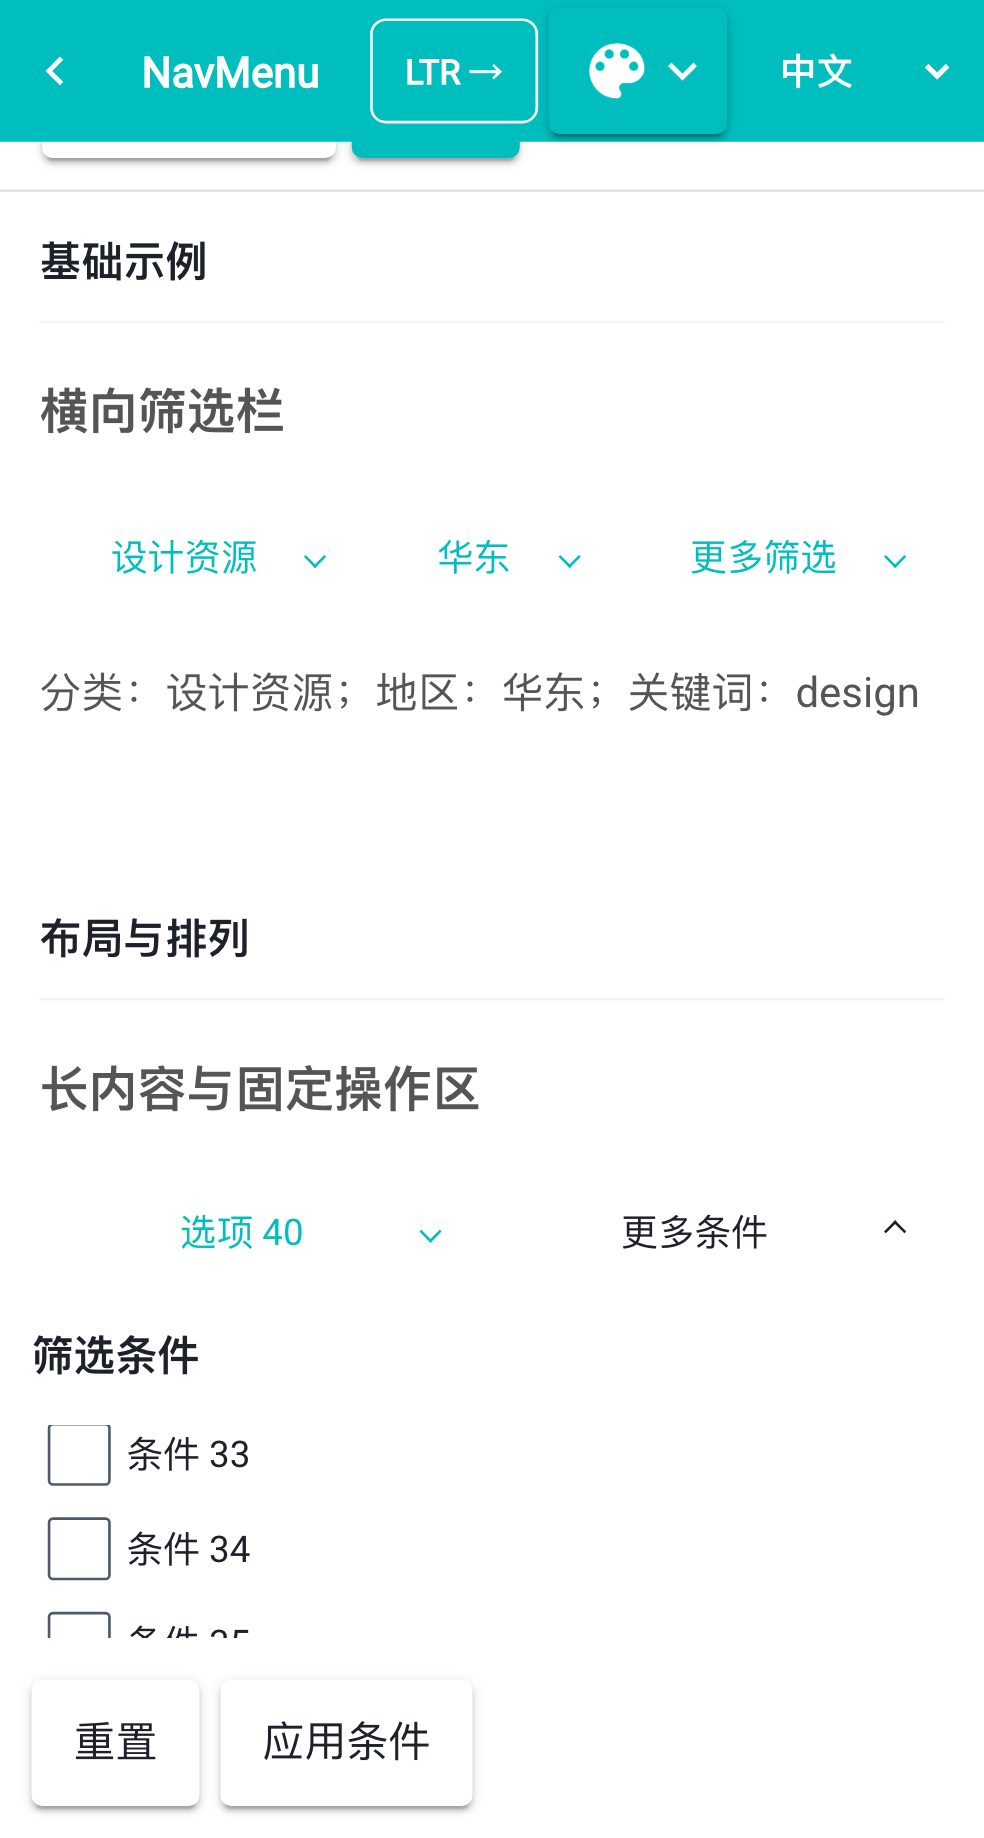 NavMenu
LTR→
中文
基础示例
横向筛选栏
设计资源
华东
更多筛选
分类：设计资源；地区：华东；关键词：design
布局与排列
长内容与固定操作区
选项 40
更多条件
筛选条件
条件 33
条件 34
条件 35
重置
应用条件